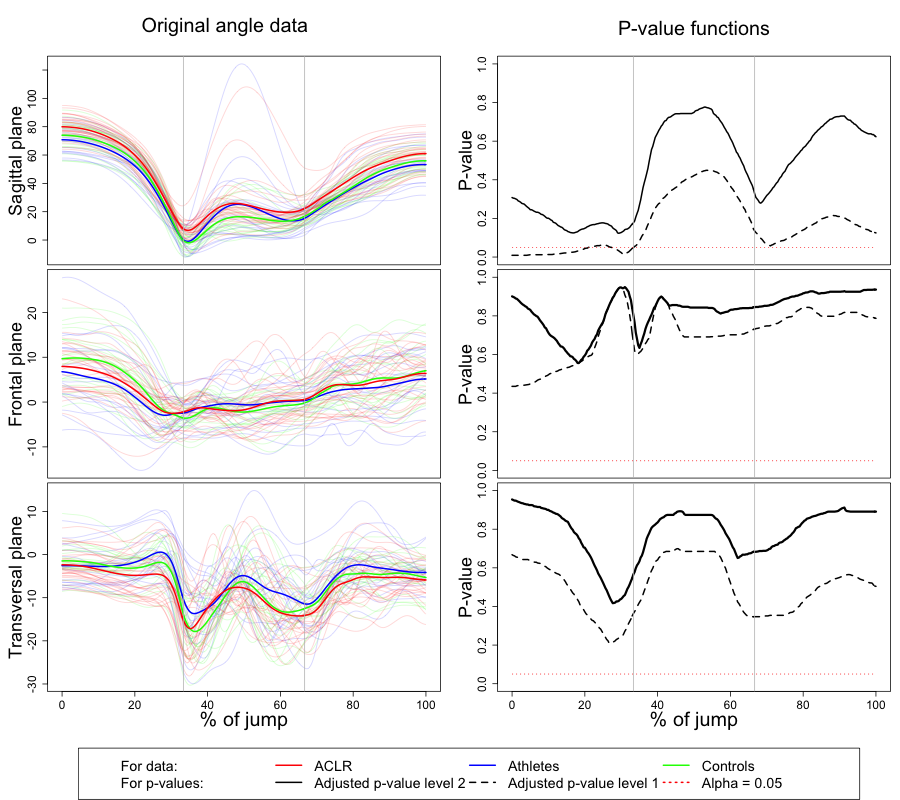 Original angle data
P-value functions
Sagittal plane
0 20 40 60 80 100
P-value
0.0 0.2 0.4 0.6 0.8 1.0
Frontal plane
-10 0 10 20
P-value
0.0 0.2 0.4 0.6 0.8 1.0
Transversal plane
-30 -20 -10 0 10
P-value
0.0 0.2 0.4 0.6 0.8 1.0
0 20 40 60 80 100
% of jump
0 20 40 60 80 100
% of jump
For data: ACLR Athletes Controls
For p-values: Adjusted p-value level 2 Adjusted p-value level 1 Alpha = 0.05